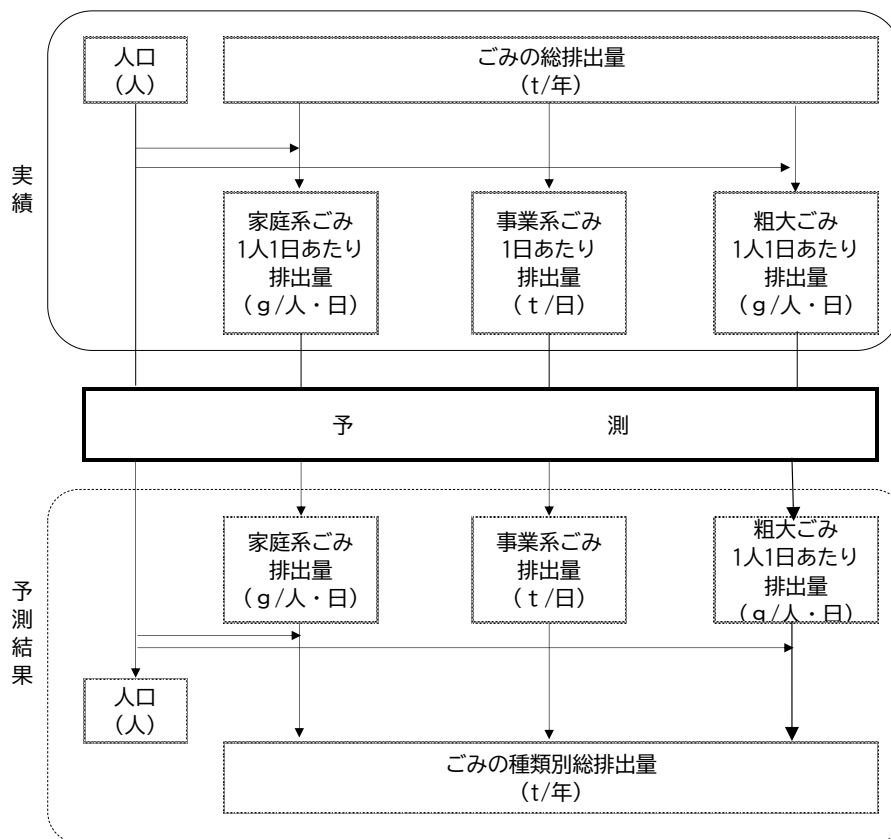 人口
（人）
ごみの総排出量
（t/年）
実
績
家庭系ごみ
1人1日あたり
排出量
（ｇ/人・日）
事業系ごみ
1日あたり
排出量
（ｔ/日）
粗大ごみ
1人1日あたり
排出量
（ｇ/人・日）
予 測
予
測
結
果
家庭系ごみ
排出量
（ｇ/人・日）
事業系ごみ
排出量
（ｔ/日）
粗大ごみ
1人1日あたり
排出量
（ｇ/人・日）
人口
（人）
ごみの種類別総排出量
（t/年）